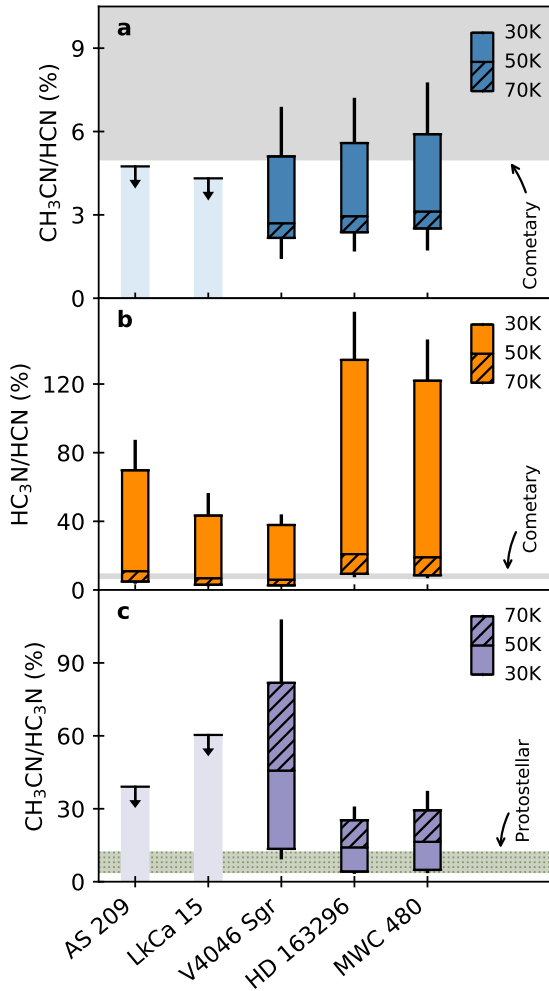 a
9
6
3
0
CH₃CN/HCN (%)
30K
50K
70K
Cometary
b
120
80
40
0
HC₃N/HCN (%)
30K
50K
70K
Cometary
c
90
60
30
0
CH₃CN/HC₃N (%)
70K
50K
30K
Protostellar
AS 209
LkCa 15
V4046 Sgr
HD 163296
MWC 480